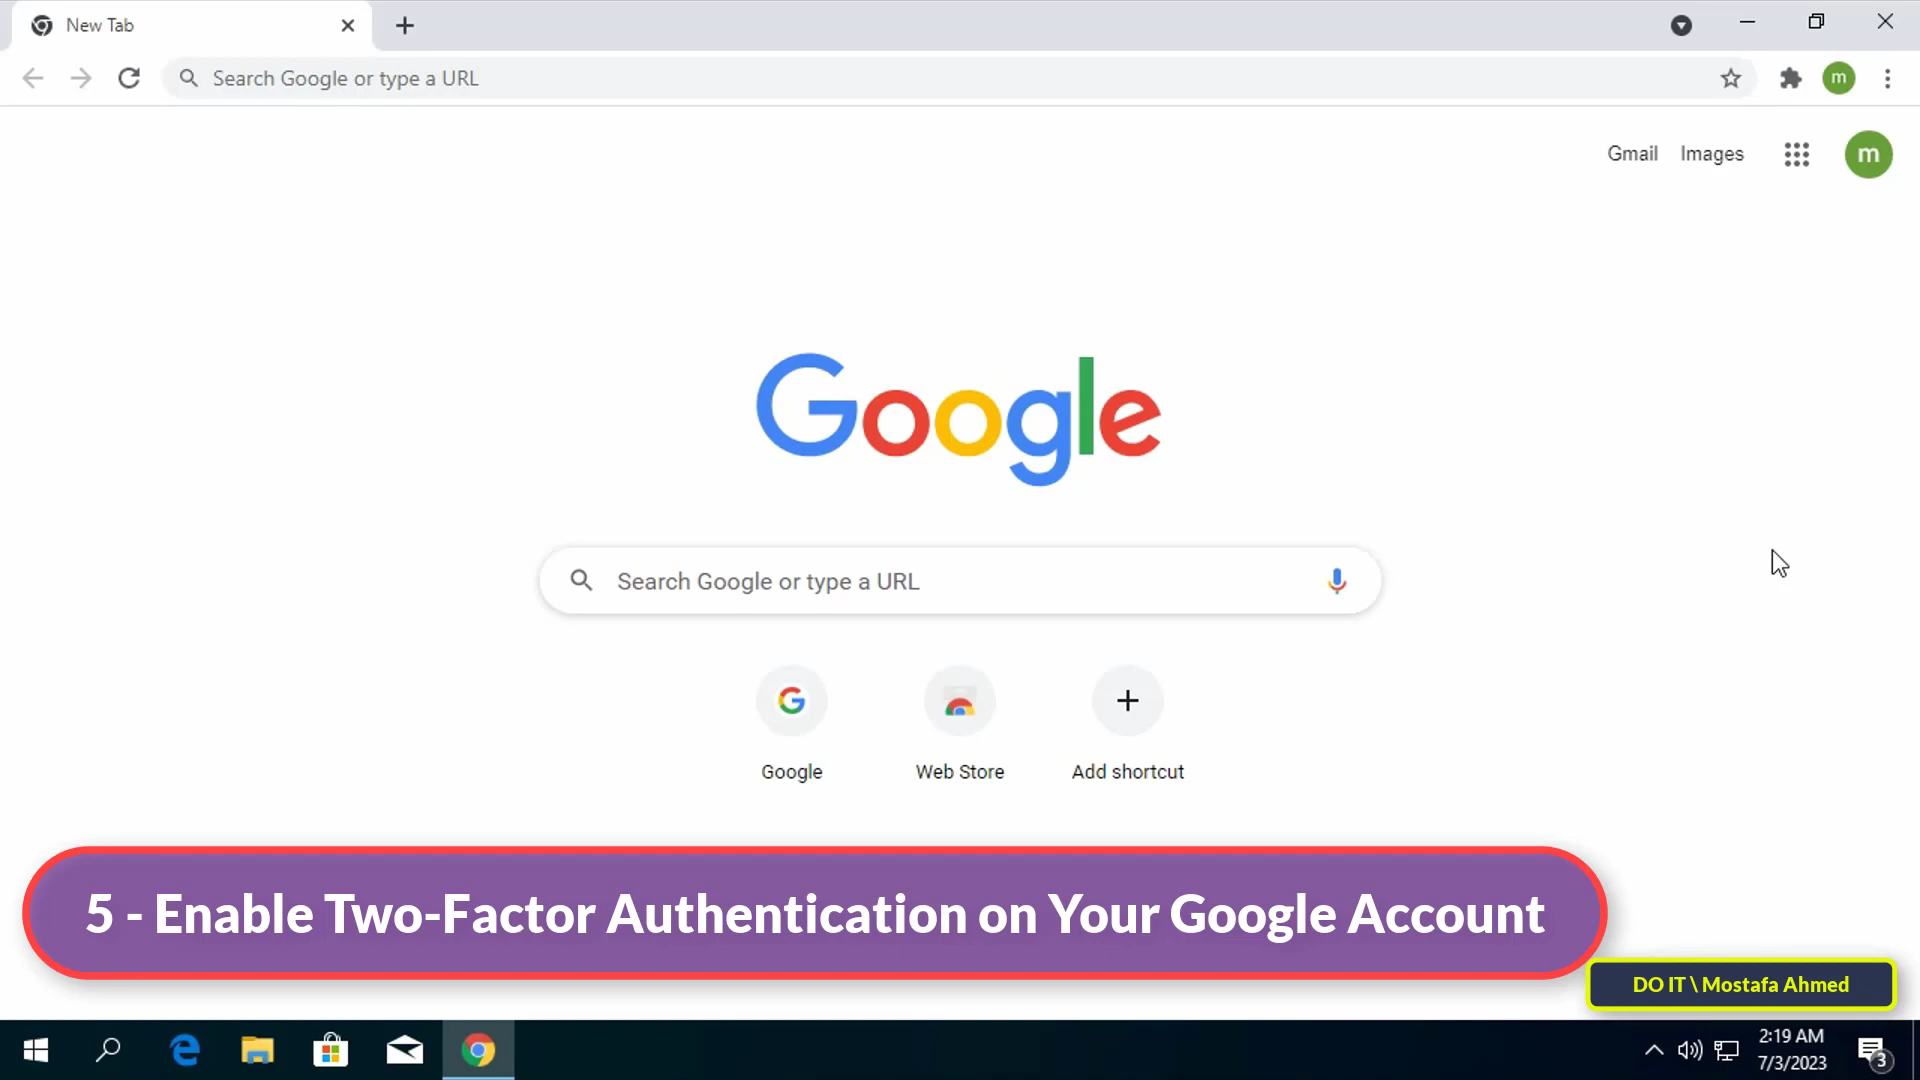 New Tab
Search Google or type a URL
m
Gmail Images
m
Google
Search Google or type a URL
G
Google Web Store Add shortcut
5 - Enable Two-Factor Authentication on Your Google Account
DO IT \ Mostafa Ahmed
2:19 AM
7/3/2023
3